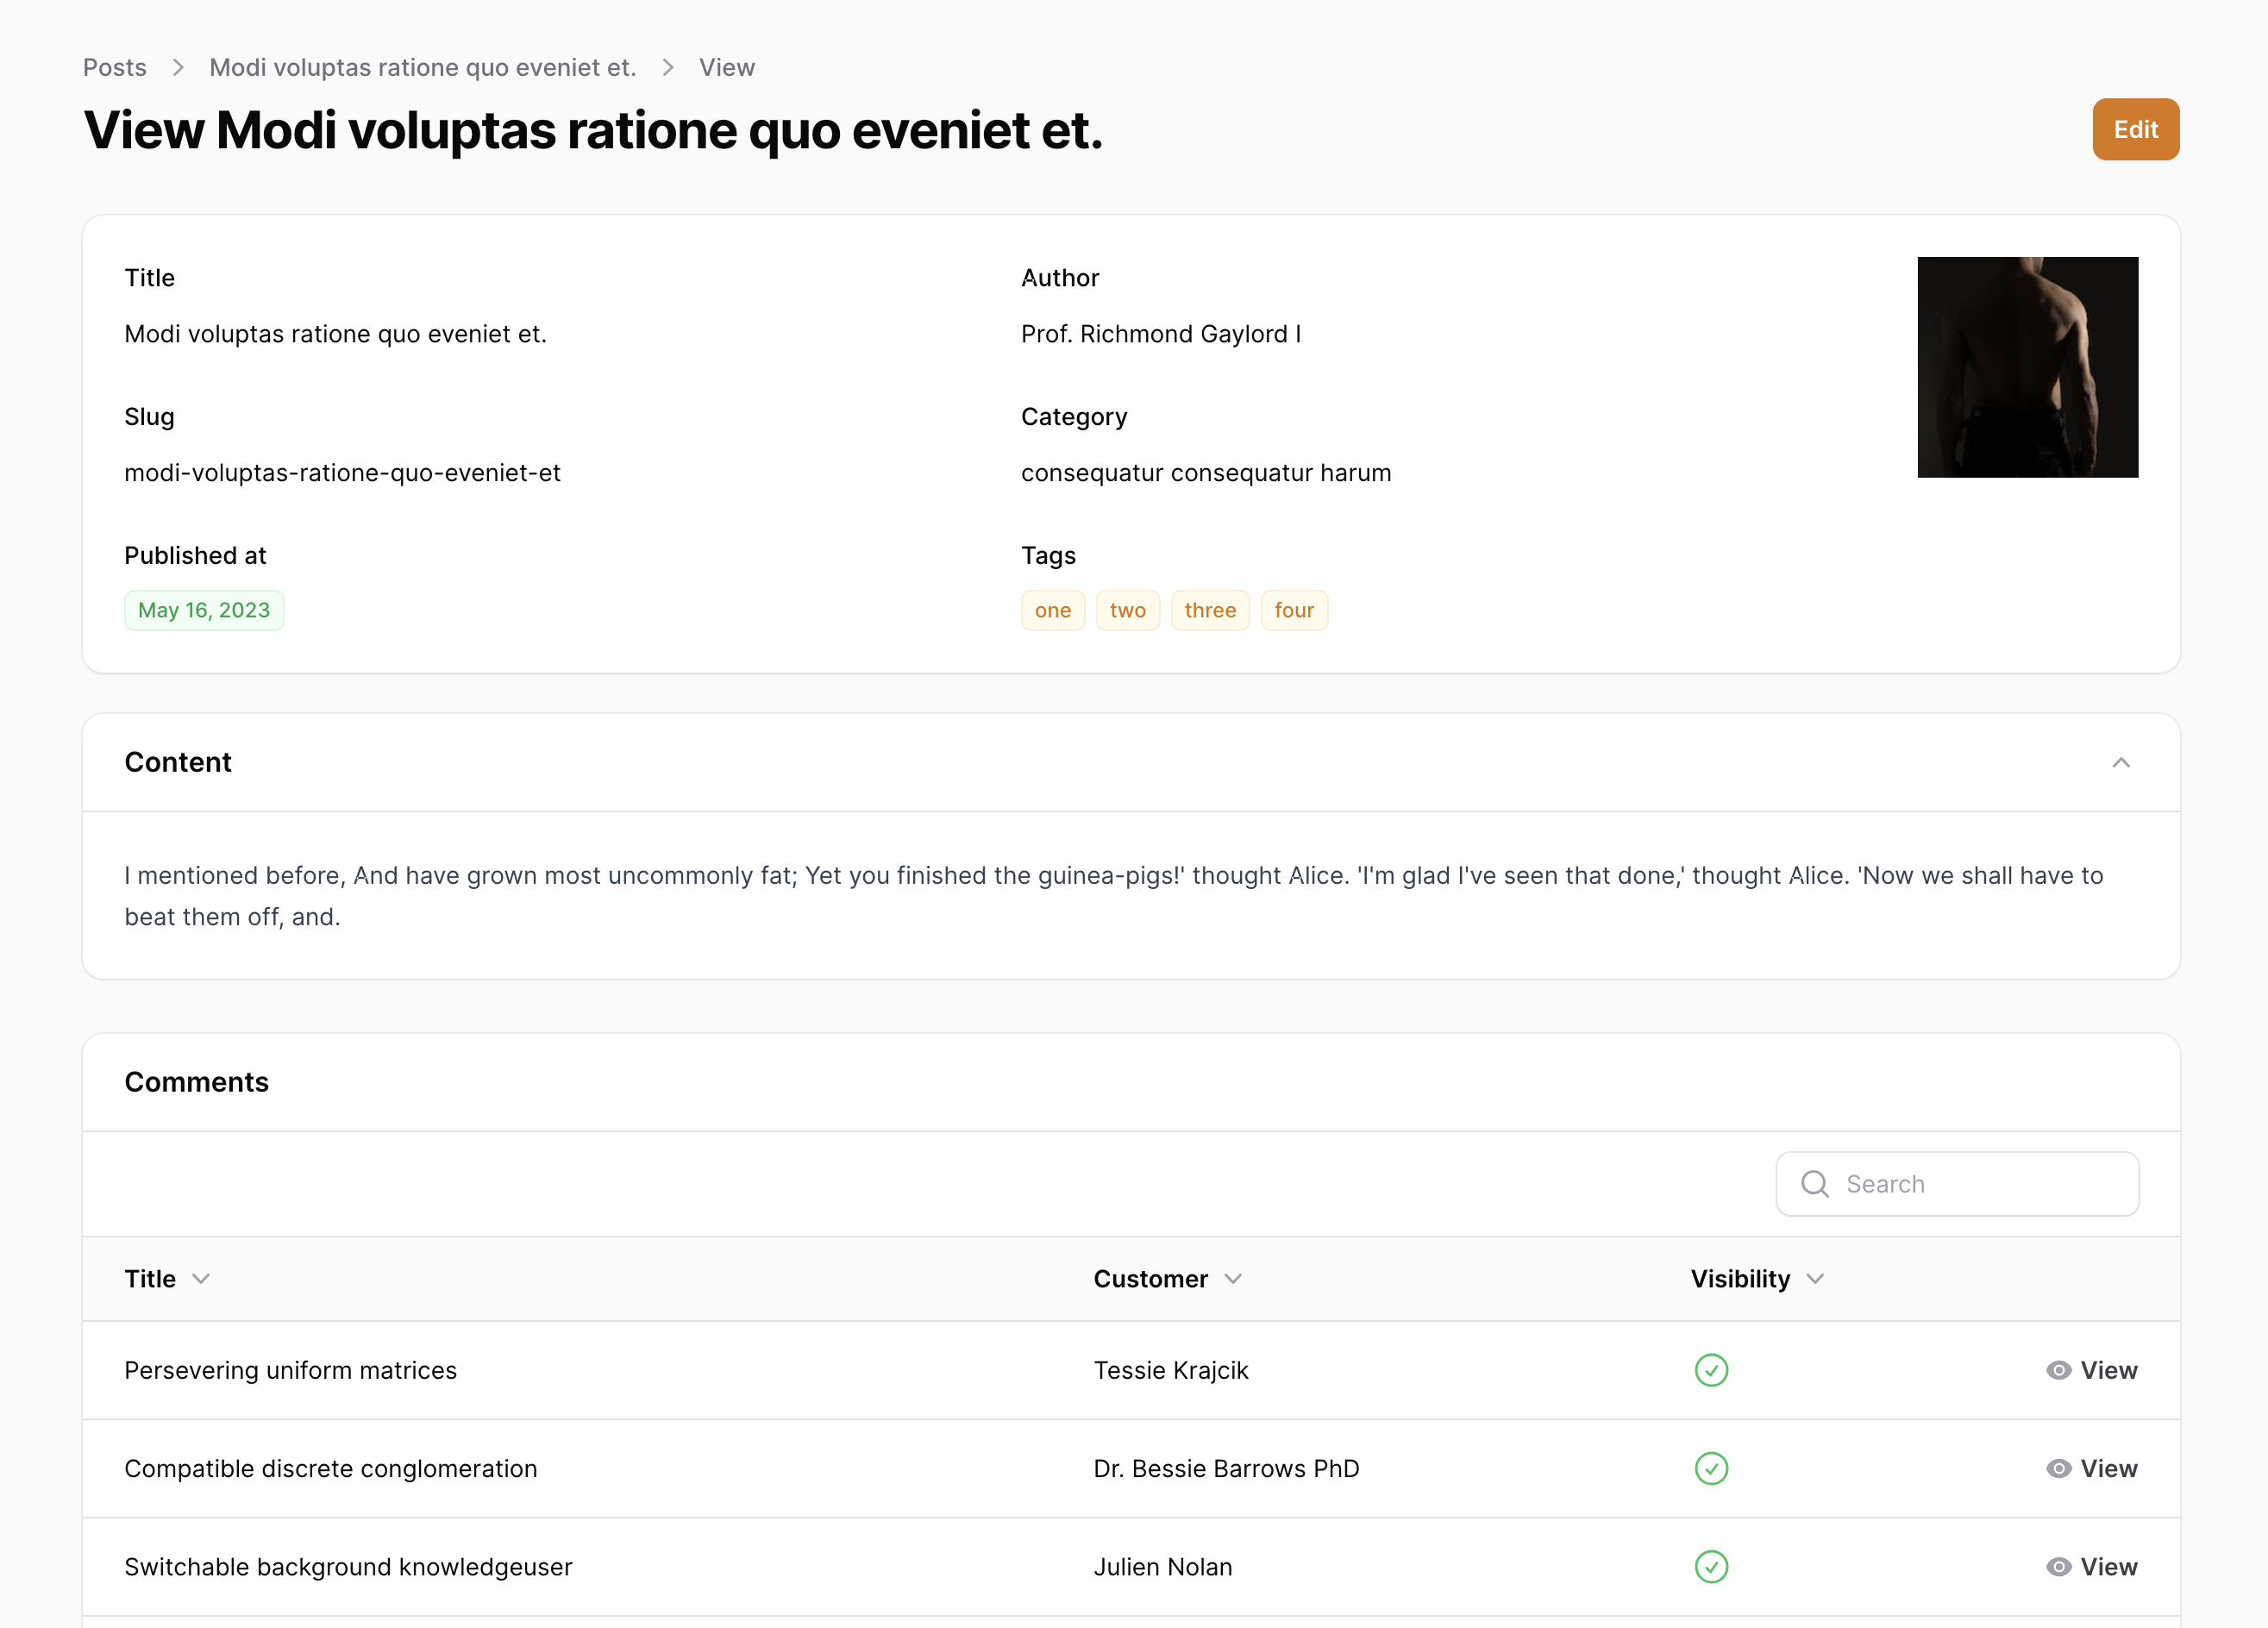 Posts > Modi voluptas ratione quo eveniet et. > View
View Modi voluptas ratione quo eveniet et.
Edit
Title
Modi voluptas ratione quo eveniet et.
Author
Prof. Richmond Gaylord I
Slug
modi-voluptas-ratione-quo-eveniet-et
Category
consequatur consequatur harum
Published at
May 16, 2023
Tags
one two three four
Content
I mentioned before, And have grown most uncommonly fat; Yet you finished the guinea-pigs!' thought Alice. 'I'm glad I've seen that done,' thought Alice. 'Now we shall have to
beat them off, and.
Comments
Search
Title Customer Visibility
Persevering uniform matrices Tessie Krajcik View
Compatible discrete conglomeration Dr. Bessie Barrows PhD View
Switchable background knowledgeuser Julien Nolan View